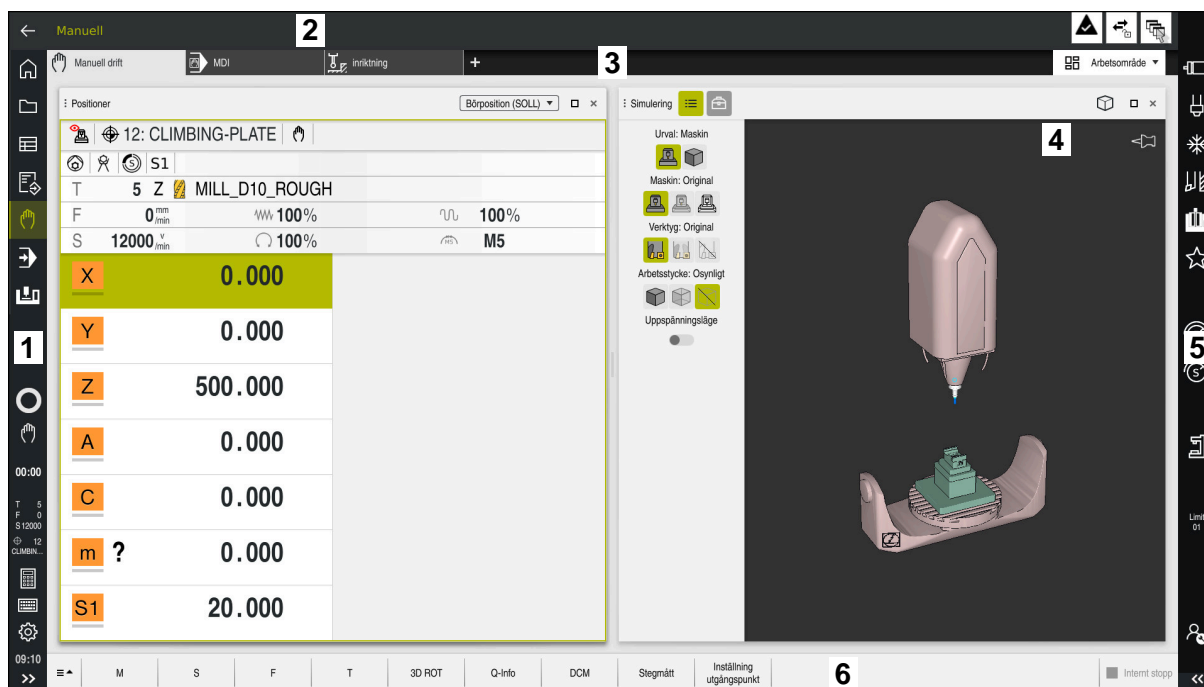 Manuell
2
Manuell drift
MDI
inriktning
+
3
Arbetsområde
Positioner
Börposition (SOLL)
Simulering
12: CLIMBING-PLATE
S1
T 5 Z MILL_D10_ROUGH
F 0 mm/min 100% 100%
S 12000 v/min 100% M5
X 0.000
Y 0.000
Z 500.000
A 0.000
C 0.000
m ? 0.000
S1 20.000
Urval: Maskin
Maskin: Original
Verktyg: Original
Arbetsstycke: Osynligt
Uppspänningsläge
4
1
00:00
T 5
F 0
S 12000
12
CLIMBIN...
09:10
5
S
Limit
01
M
S
F
T
3D ROT
Q-Info
DCM
Stegmått
Inställning
utgångspunkt
6
Internt stopp